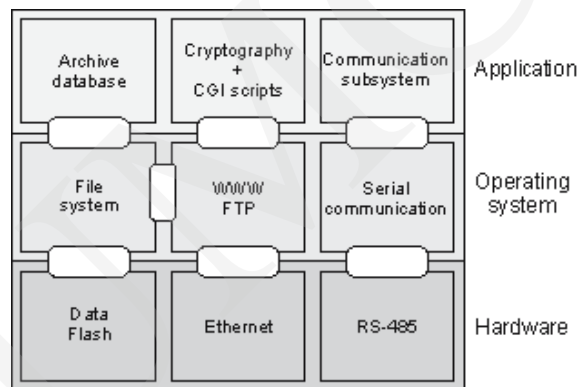 Archive
database
Cryptography
+
CGI scripts
Communication
subsystem
Application
File
system
WWW
FTP
Serial
communication
Operating
system
Data
Flash
Ethernet
RS-485
Hardware